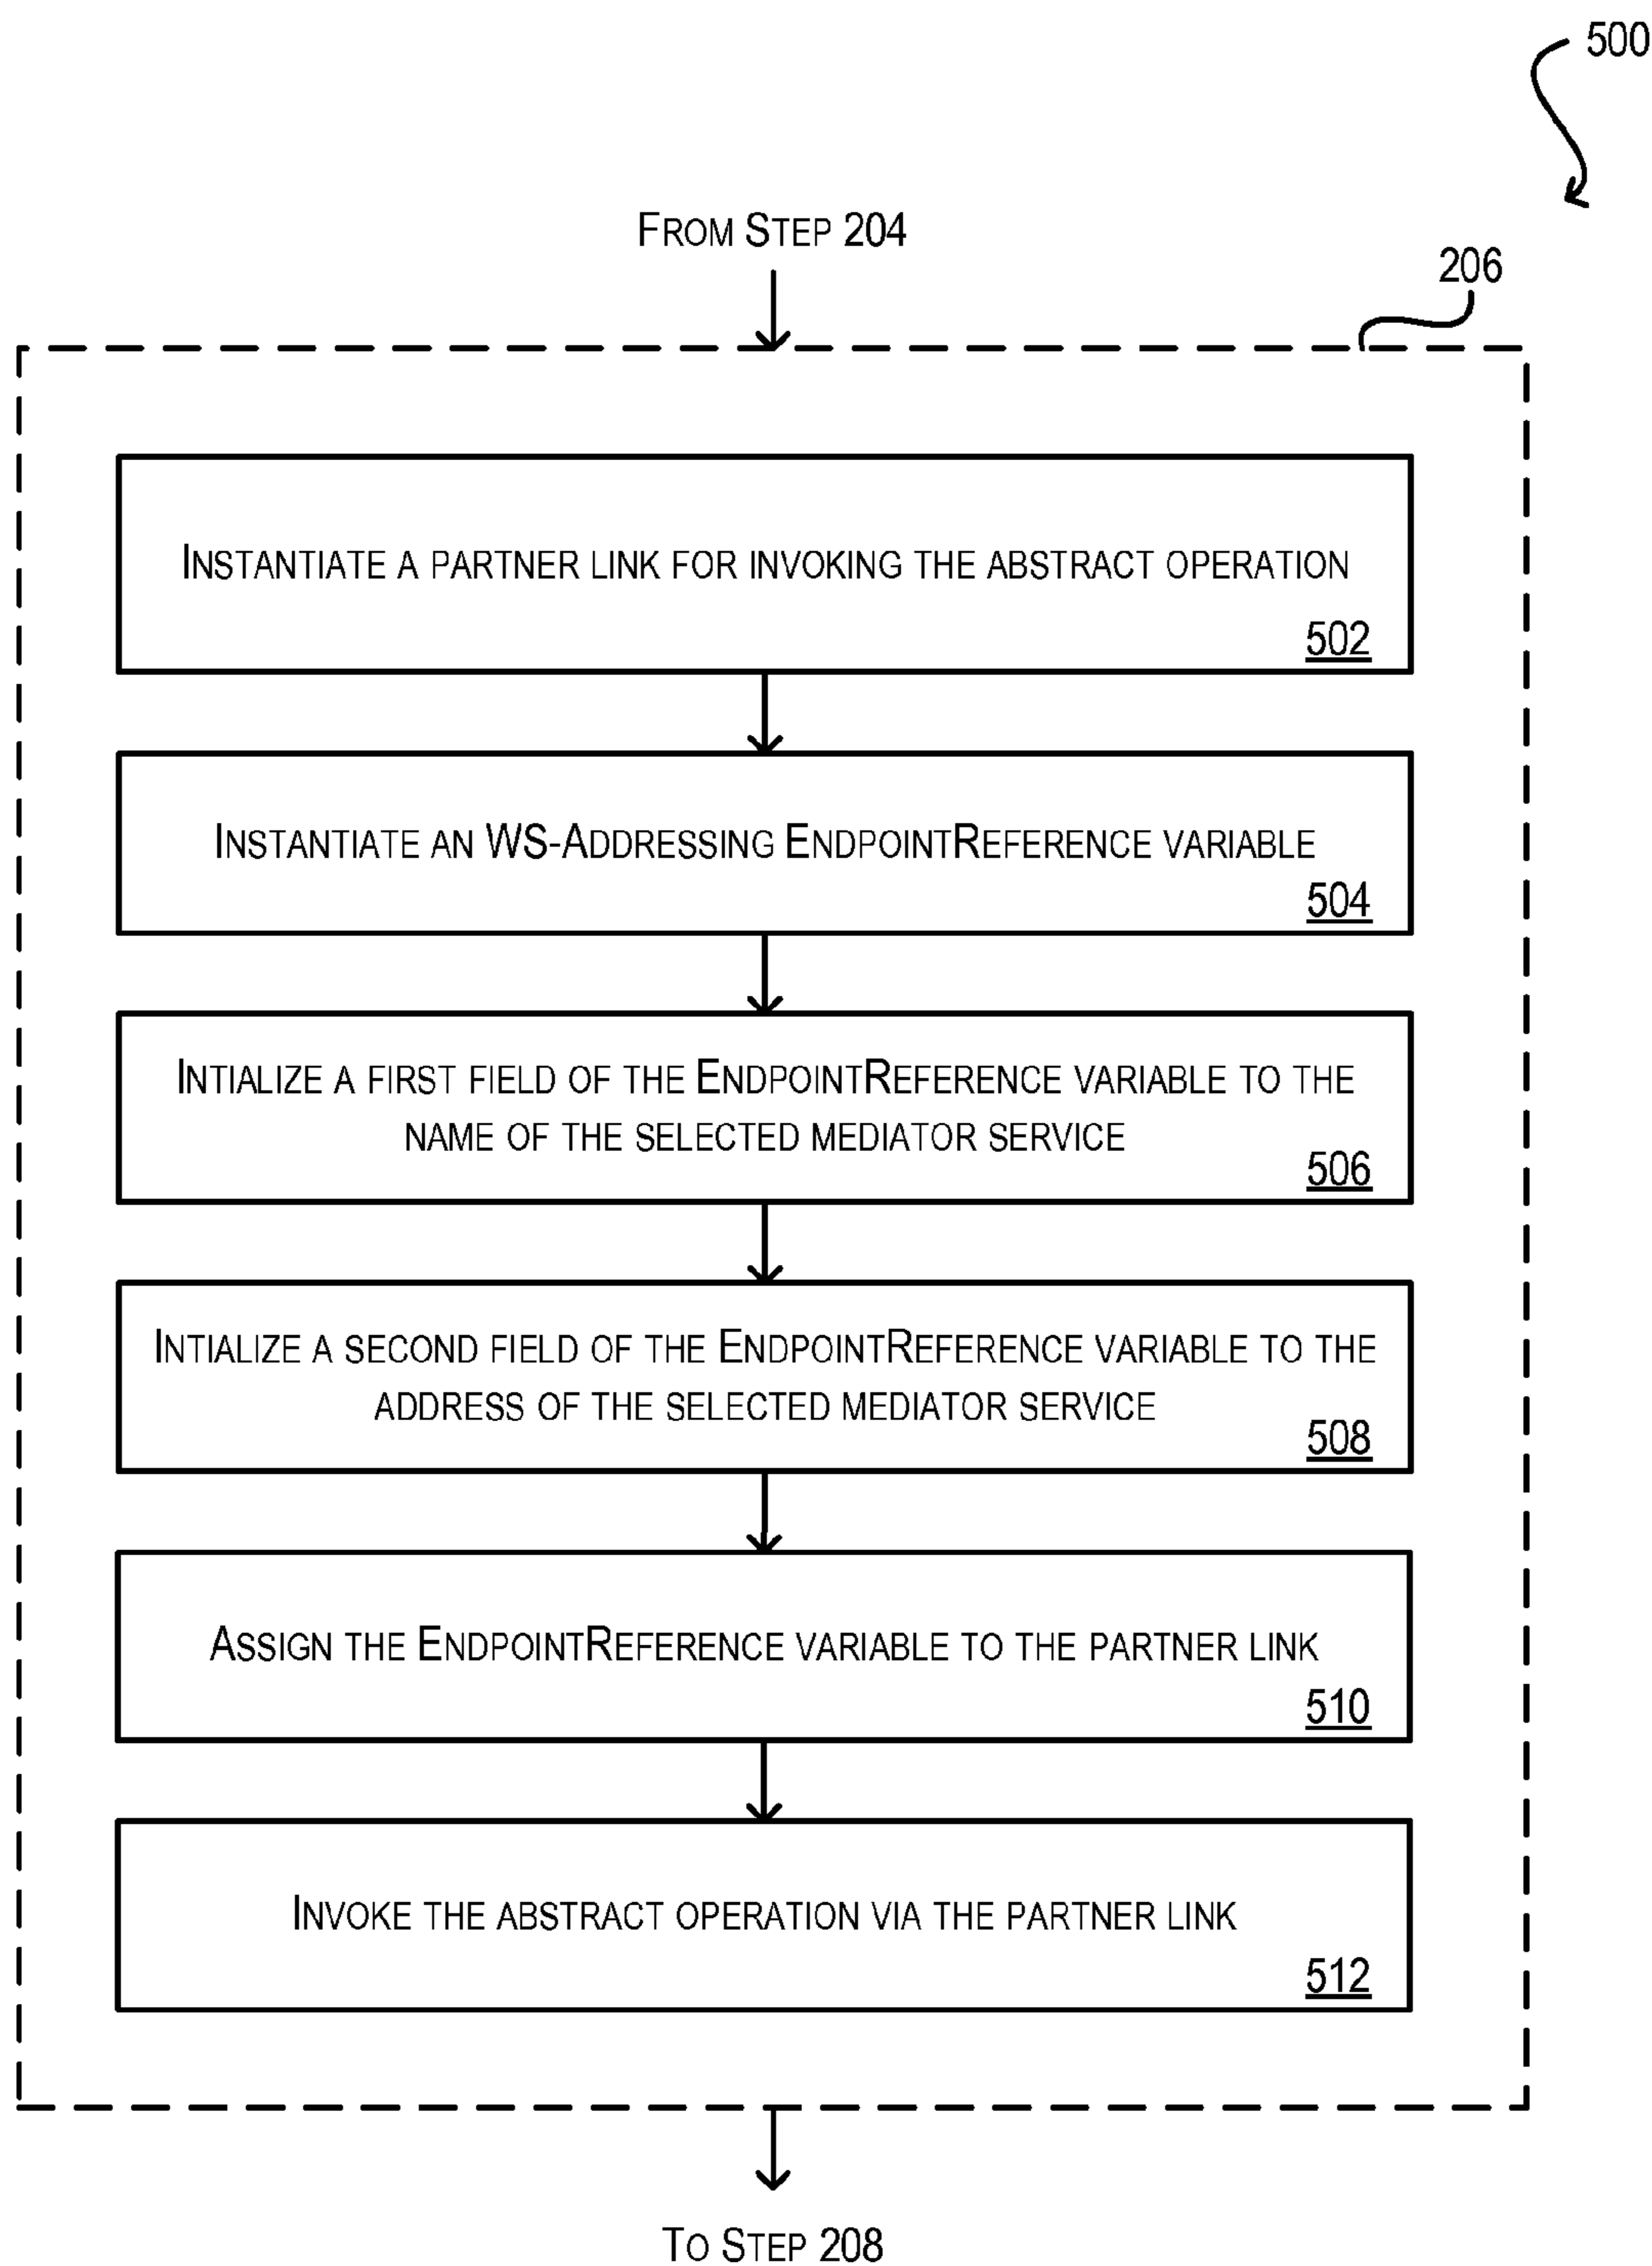 500
FROM STEP 204
206
INSTANTIATE A PARTNER LINK FOR INVOKING THE ABSTRACT OPERATION
502
INSTANTIATE AN WS-ADDRESSING ENDPOINTREFERENCE VARIABLE
504
INTIALIZE A FIRST FIELD OF THE ENDPOINTREFERENCE VARIABLE TO THE
NAME OF THE SELECTED MEDIATOR SERVICE
506
INTIALIZE A SECOND FIELD OF THE ENDPOINTREFERENCE VARIABLE TO THE
ADDRESS OF THE SELECTED MEDIATOR SERVICE
508
ASSIGN THE ENDPOINTREFERENCE VARIABLE TO THE PARTNER LINK
510
INVOKE THE ABSTRACT OPERATION VIA THE PARTNER LINK
512
TO STEP 208